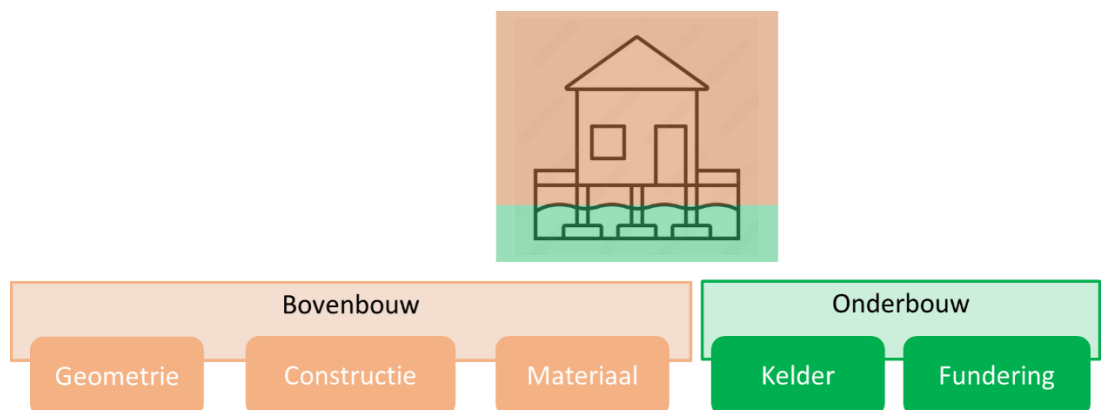 Bovenbouw
Onderbouw
Geometrie
Constructie
Materiaal
Kelder
Fundering